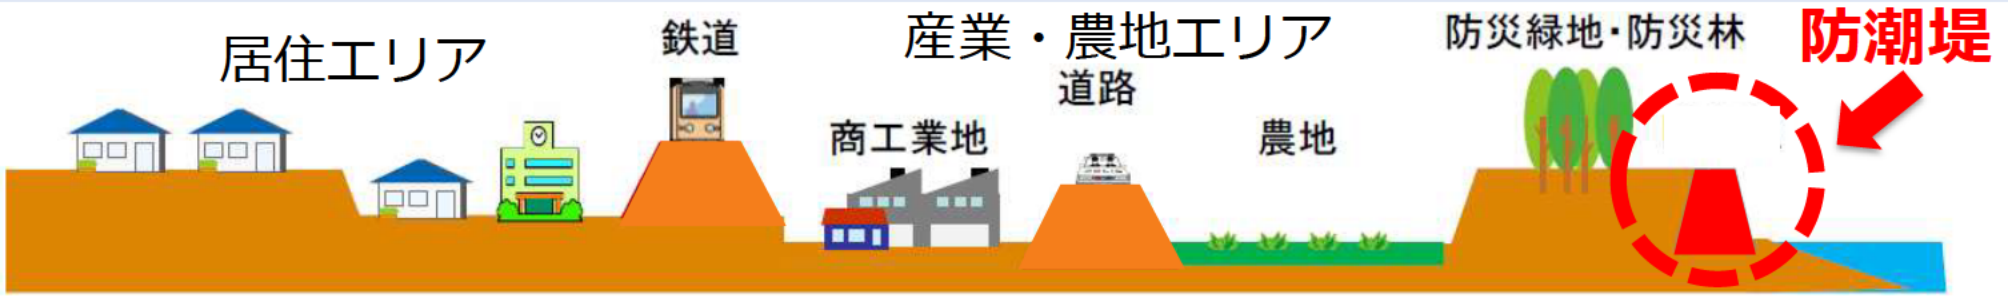 居住エリア
鉄道
産業・農地エリア
道路
商工業地
農地
防災緑地・防災林
防潮堤